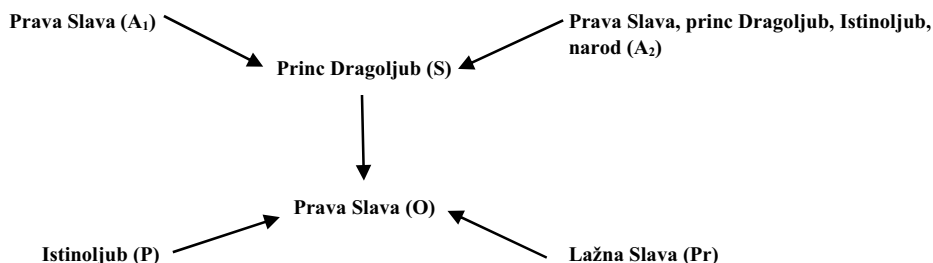 Prava Slava (A₁)
Prava Slava, princ Dragoljub, Istinoljub,
narod (A₂)
Princ Dragoljub (S)
Prava Slava (O)
Istinoljub (P)
Lažna Slava (Pr)